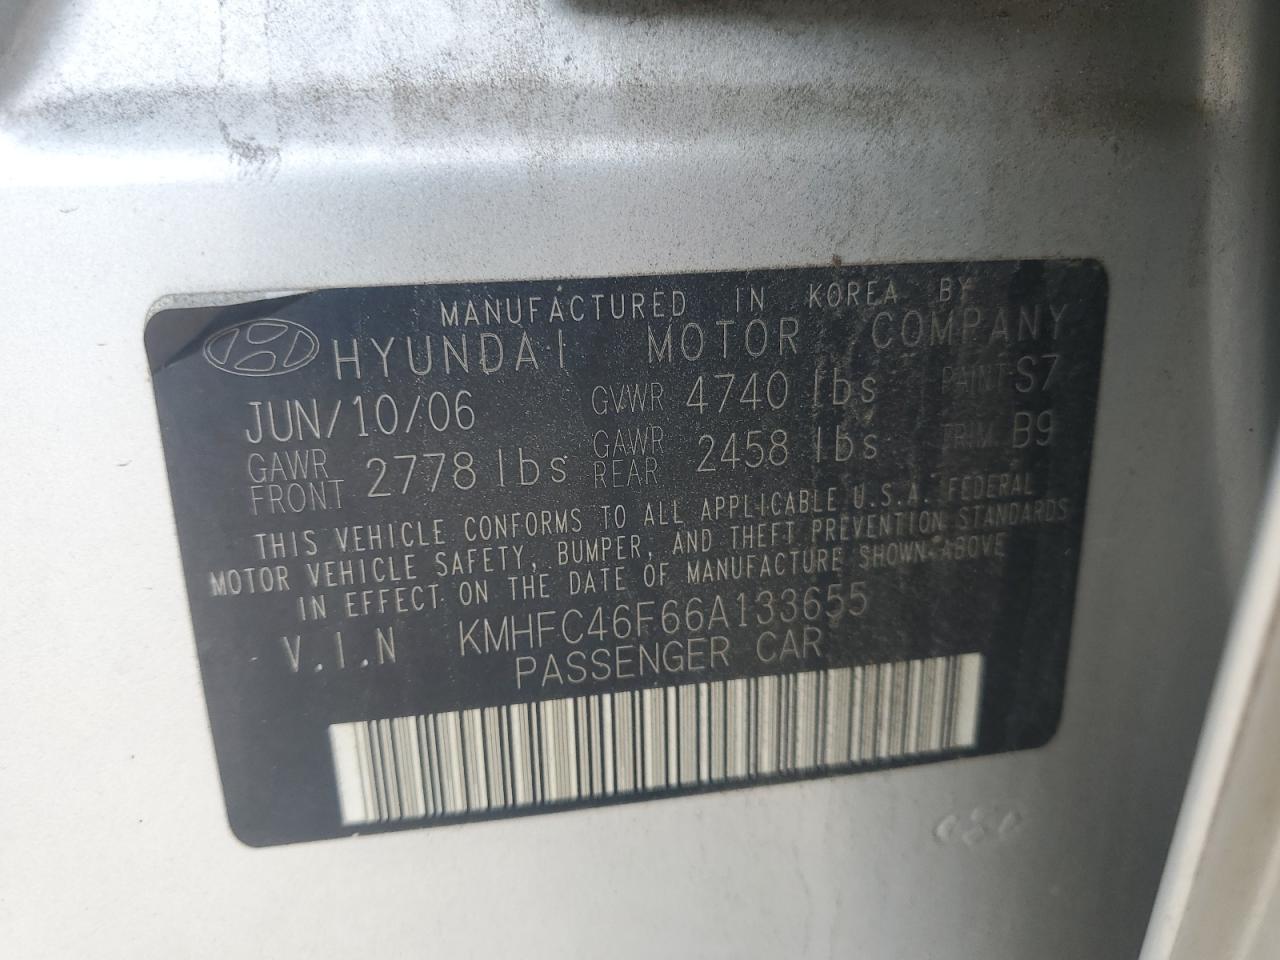 MANUFACTURED IN KOREA BY
HYUNDAI MOTOR COMPANY
JUN/10/06 GVWR 4740 lbs PAINT S7
GAWR FRONT 2778 lbs GAWR REAR 2458 lbs TRIM B9
THIS VEHICLE CONFORMS TO ALL APPLICABLE U.S.A. FEDERAL
MOTOR VEHICLE SAFETY, BUMPER, AND THEFT PREVENTION STANDARDS
IN EFFECT ON THE DATE OF MANUFACTURE SHOWN ABOVE
V.I.N KMHFC46F66A133655
PASSENGER CAR